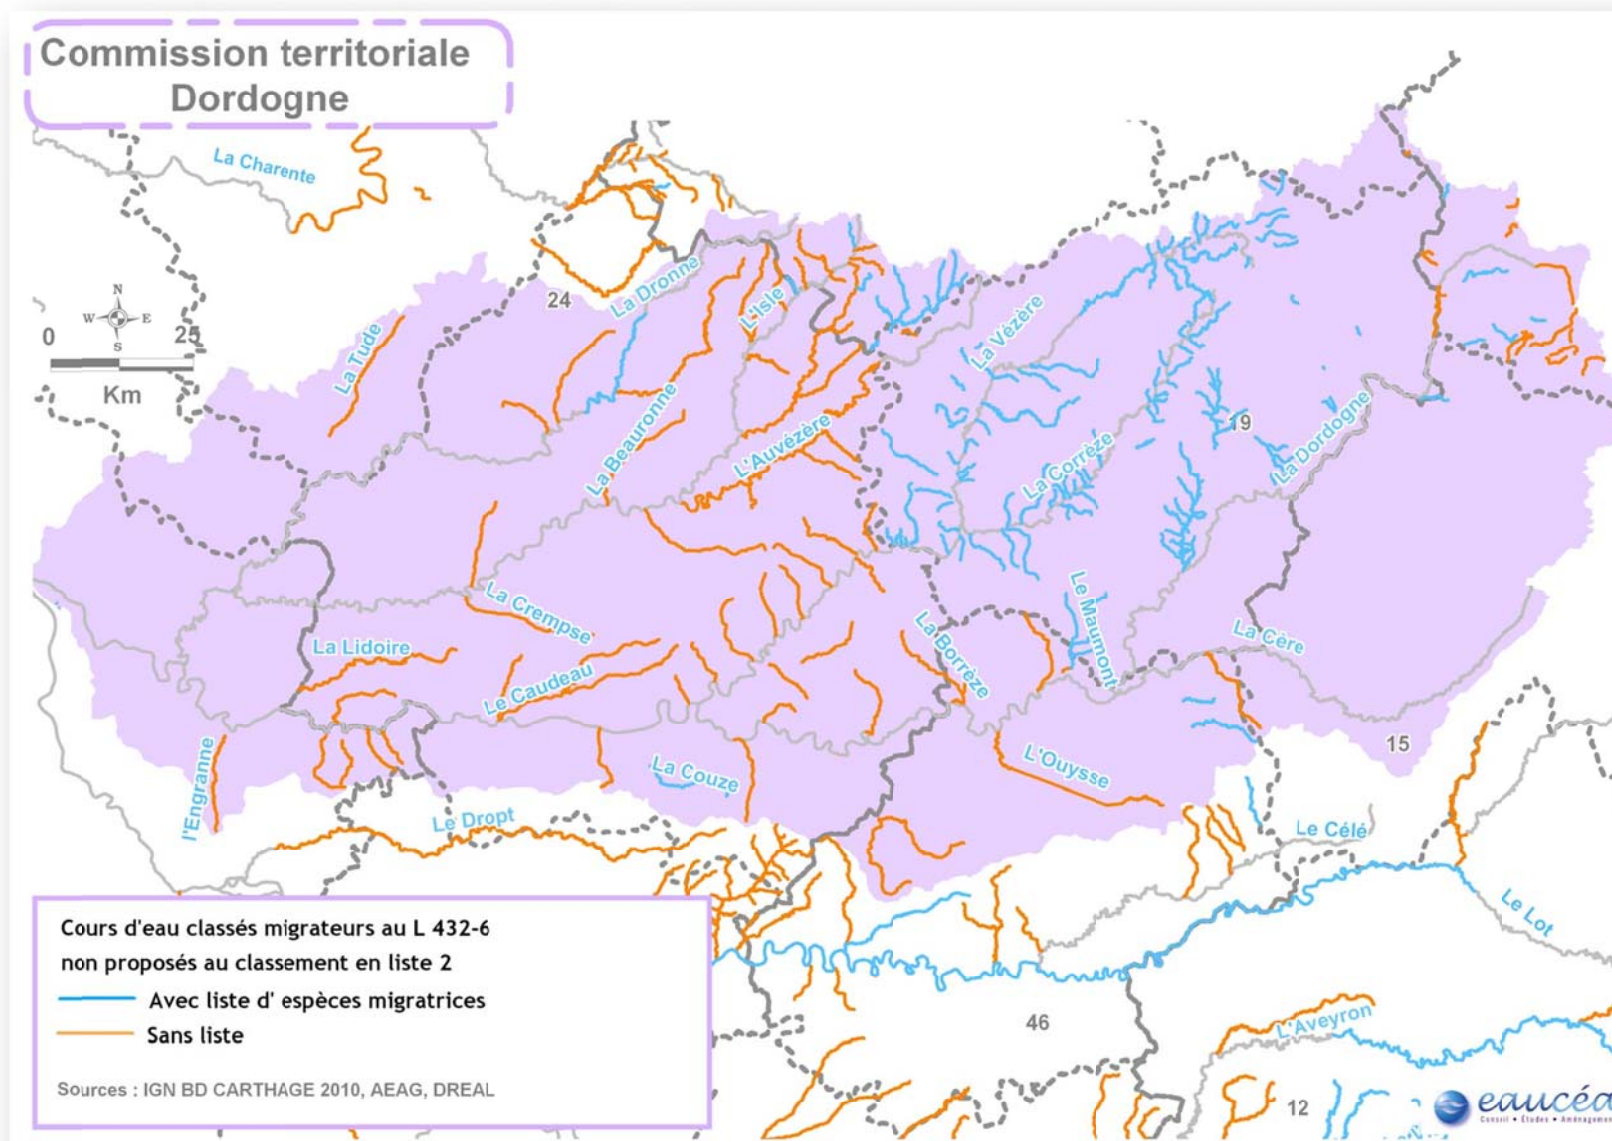 Commission territoriale
Dordogne
La Charente
N
W
E
S
0
25
Km
24
La Tude
La Dronne
L'Isle
La Vézère
La Beauronne
L'Auvézère
La Corrèze
19
La Dordogne
La Crempse
La Lidoire
Le Caudeau
La Borrèze
Le Maumont
La Cère
15
l'Engranne
La Couze
L'Ouysse
Le Dropt
Le Célé
Le Lot
Cours d'eau classés migrateurs au L 432-6
non proposés au classement en liste 2
Avec liste d' espèces migratrices
Sans liste
Sources : IGN BD CARTHAGE 2010, AEAG, DREAL
46
L'Aveyron
12
eaucéa
Conseil • Études • Aménagement